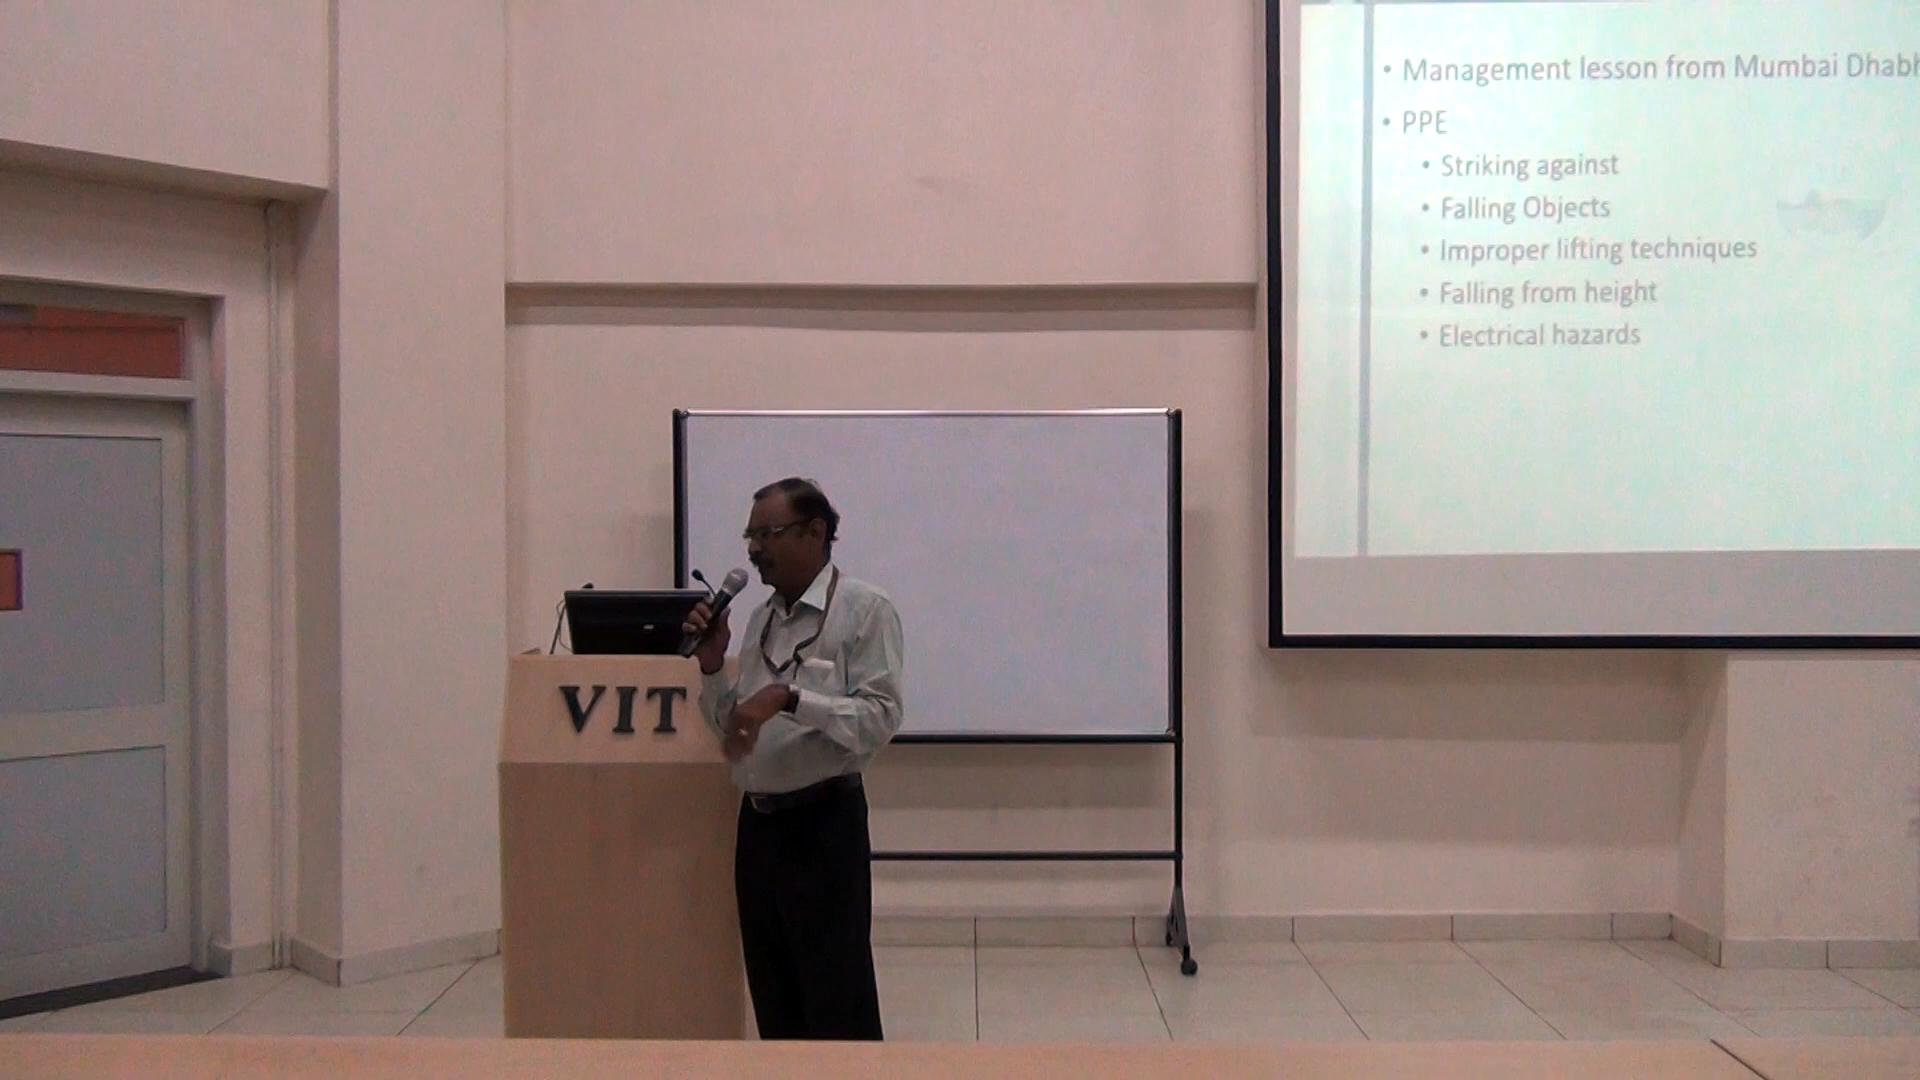 • Management lesson from Mumbai
• PPE
• Striking against
• Falling Objects
• Improper lifting techniques
• Falling from height
• Electrical hazards
VIT